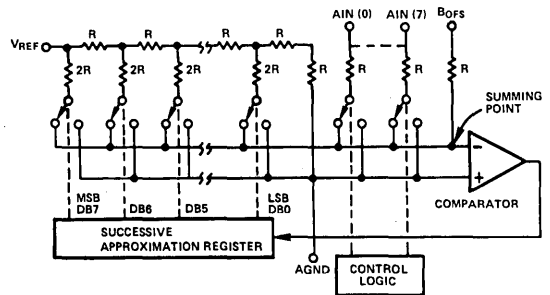 AIN (0) AIN (7) BOFS
VREF R R R R
2R 2R 2R 2R R R R R
SUMMING
POINT
−
+
COMPARATOR
MSB
DB7 DB6 DB5 LSB
DB0
SUCCESSIVE
APPROXIMATION REGISTER
AGND
CONTROL
LOGIC